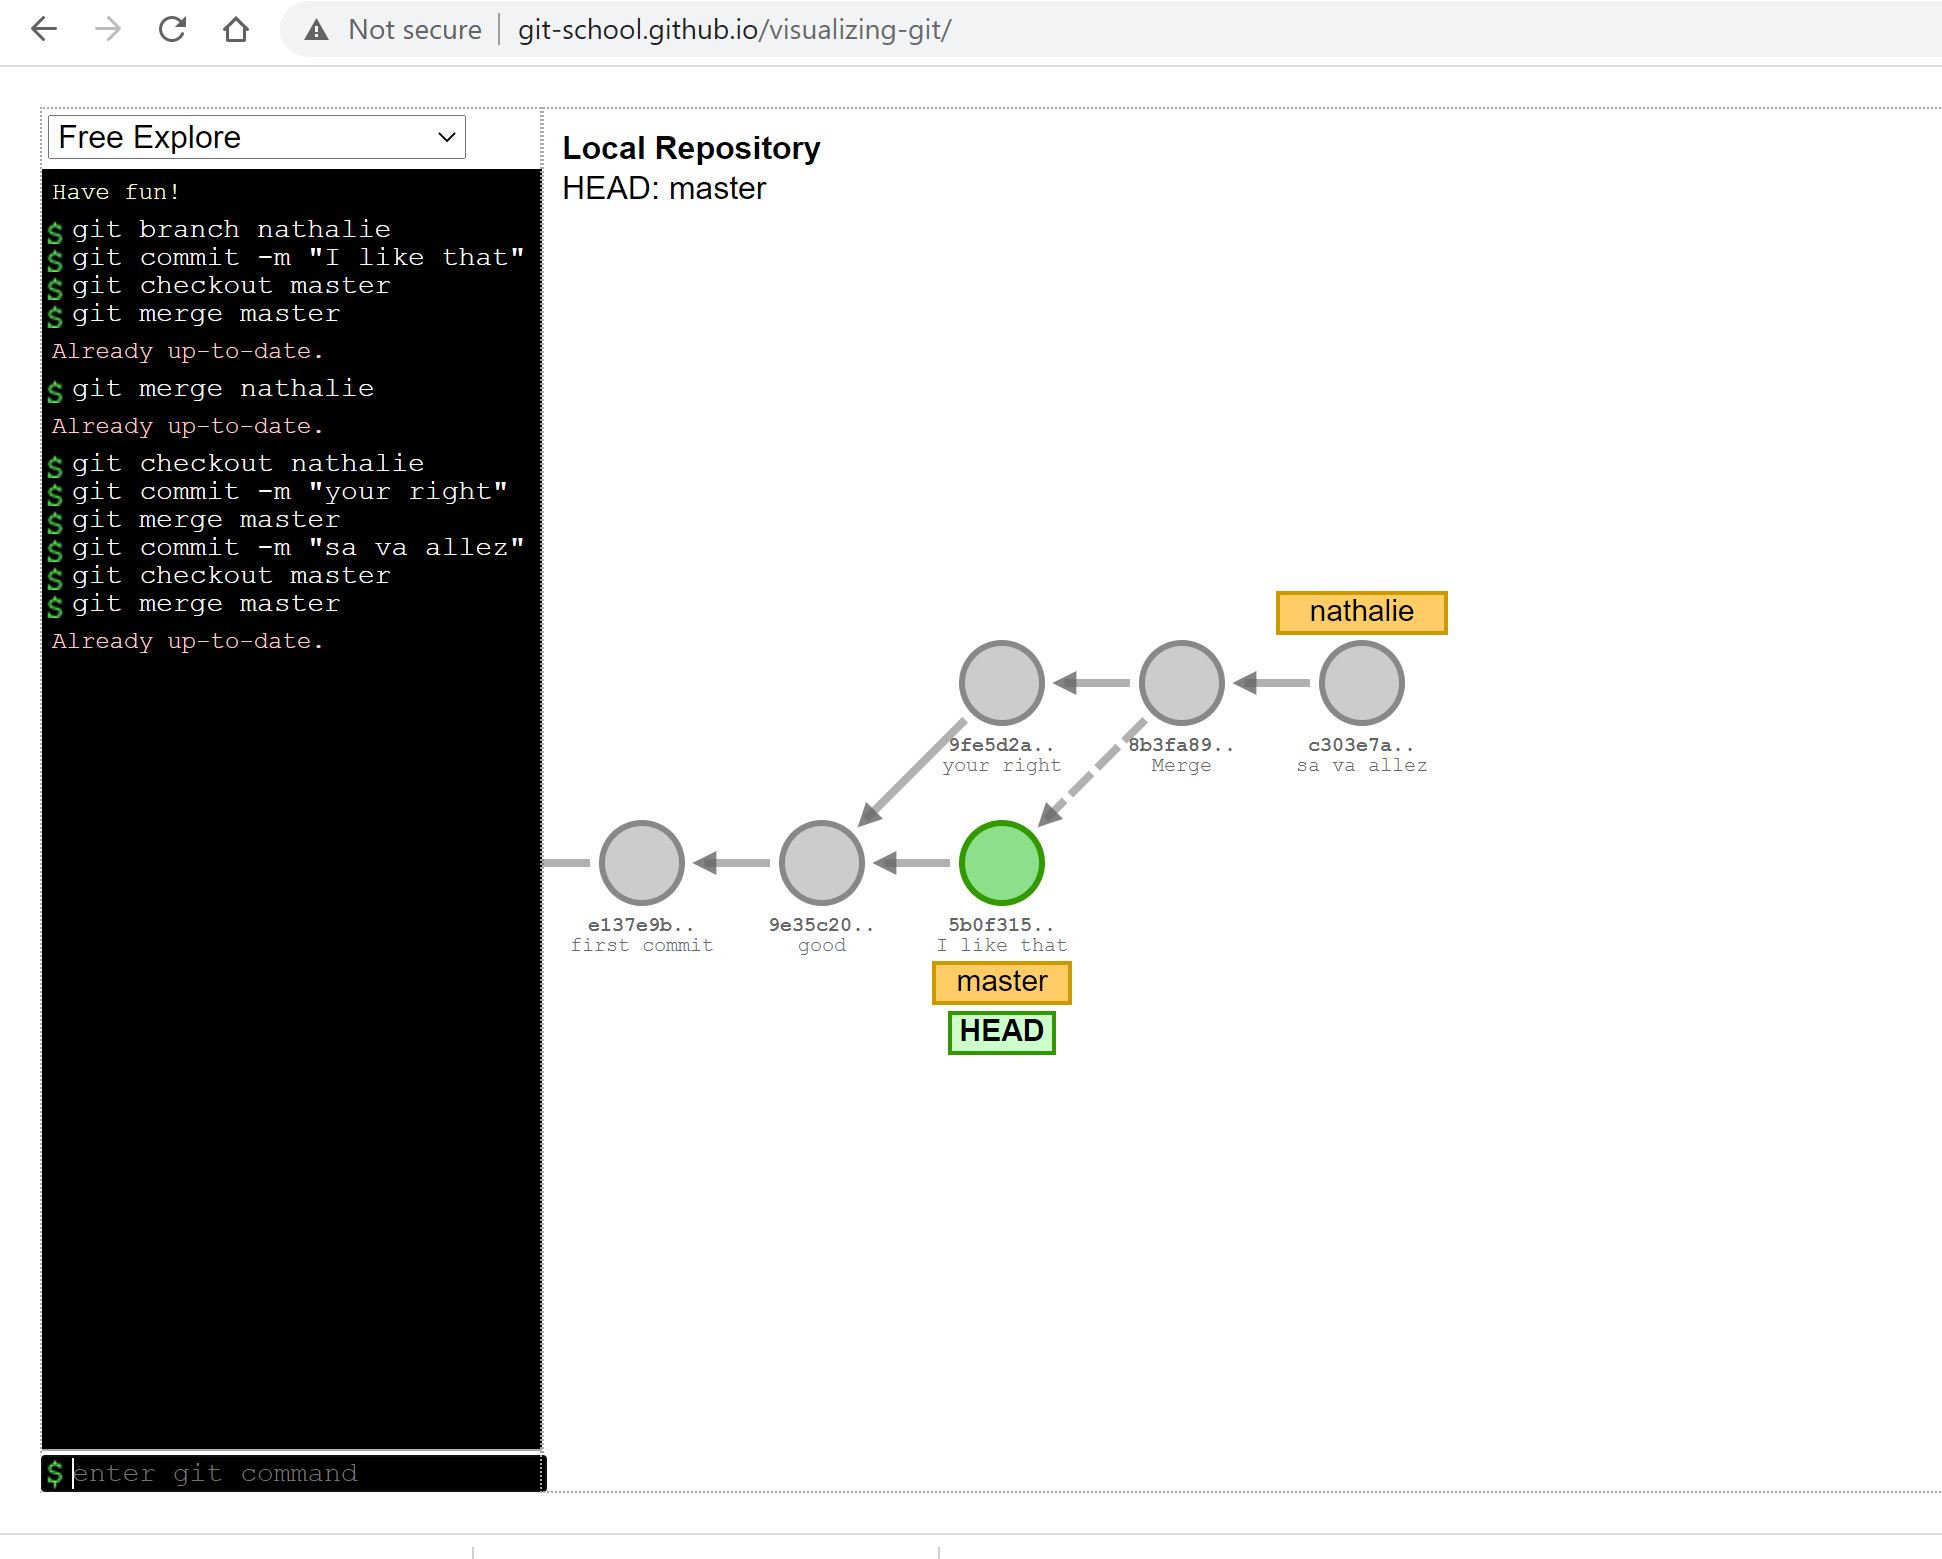 Not secure git-school.github.io/visualizing-git/
Free Explore
Have fun!
$ git branch nathalie
$ git commit -m "I like that"
$ git checkout master
$ git merge master
Already up-to-date.
$ git merge nathalie
Already up-to-date.
$ git checkout nathalie
$ git commit -m "your right"
$ git merge master
$ git commit -m "sa va allez"
$ git checkout master
$ git merge master
Already up-to-date.
$ enter git command
Local Repository
HEAD: master
nathalie
9fe5d2a.. 8b3fa89.. c303e7a..
your right Merge sa va allez
e137e9b.. 9e35c20.. 5b0f315..
first commit good I like that
master
HEAD